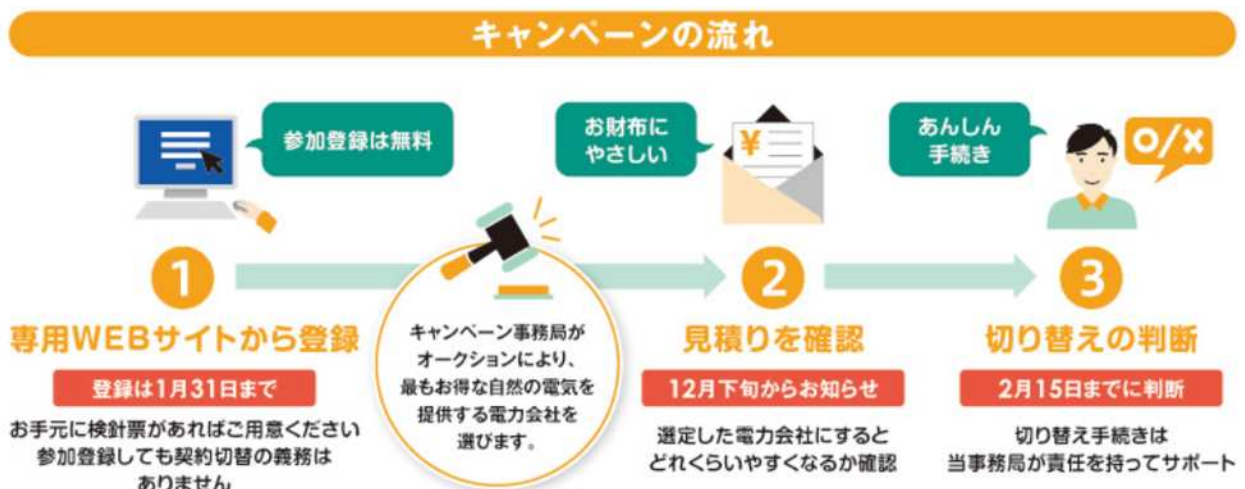 キャンペーンの流れ
参加登録は無料
お財布に
やさしい
¥
あんしん
手続き
O/X
1
専用WEBサイトから登録
登録は1月31日まで
お手元に検針票があればご用意ください
参加登録しても契約切替の義務は
ありません
キャンペーン事務局が
オークションにより、
最もお得な自然の電気を
提供する電力会社を
選びます。
2
見積りを確認
12月下旬からお知らせ
選定した電力会社にすると
どれくらいやすくなるか確認
3
切り替えの判断
2月15日までに判断
切り替え手続きは
当事務局が責任を持ってサポート